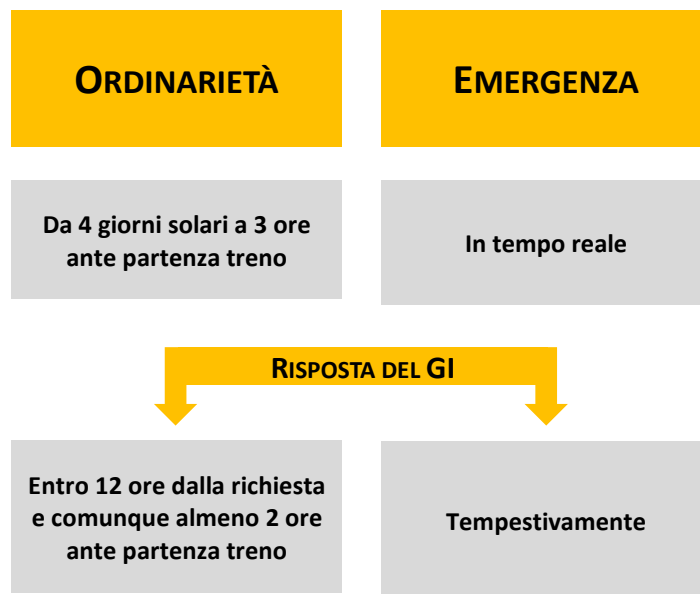 ORDINARIETÀ
EMERGENZA
Da 4 giorni solari a 3 ore
ante partenza treno
In tempo reale
RISPOSTA DEL GI
Entro 12 ore dalla richiesta
e comunque almeno 2 ore
ante partenza treno
Tempestivamente